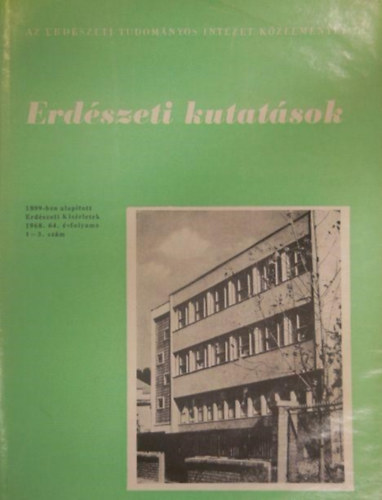 AZ ERDÉSZETI TUDOMÁNYOS INTÉZET KÖZLEMÉNYEI
Erdészeti kutatások
1899-ben alapított
Erdészeti Kísérletek
1968. 64. évfolyama
1—3. szám